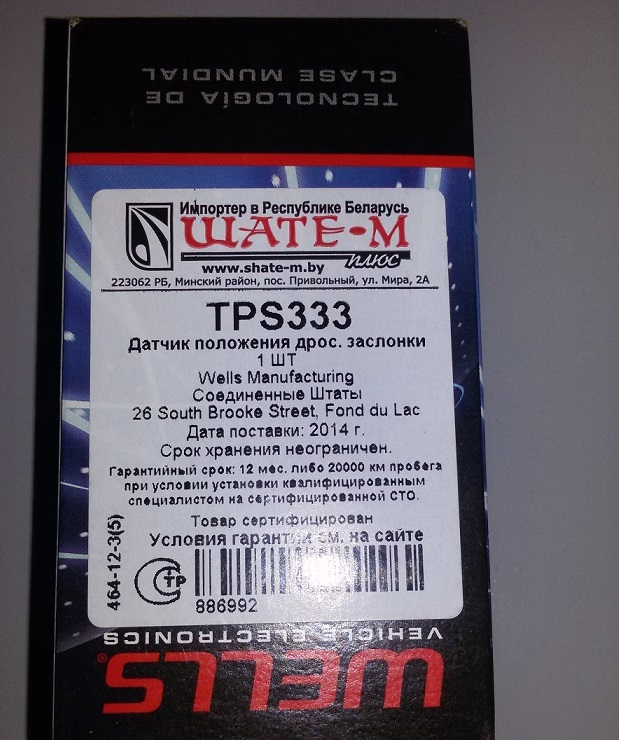 TECNOLOGÍA DE
CLASE MUNDIAL
Импортер в Республике Беларусь
ШАТЕ-М
плюс
www.shate-m.by
223062 РБ, Минский район, пос. Привольный, ул. Мира, 2А
TPS333
Датчик положения дрос. заслонки
1 ШТ
Wells Manufacturing
Соединенные Штаты
26 South Brooke Street, Fond du Lac
Дата поставки: 2014 г.
Срок хранения неограничен.
Гарантийный срок: 12 мес. либо 20000 км пробега
при условии установки квалифицированным
специалистом на сертифицированной СТО.
Товар сертифицирован
Условия гарантии см. на сайте
464-12-3(5)
ТР
886992
WELLS®
VEHICLE ELECTRONICS